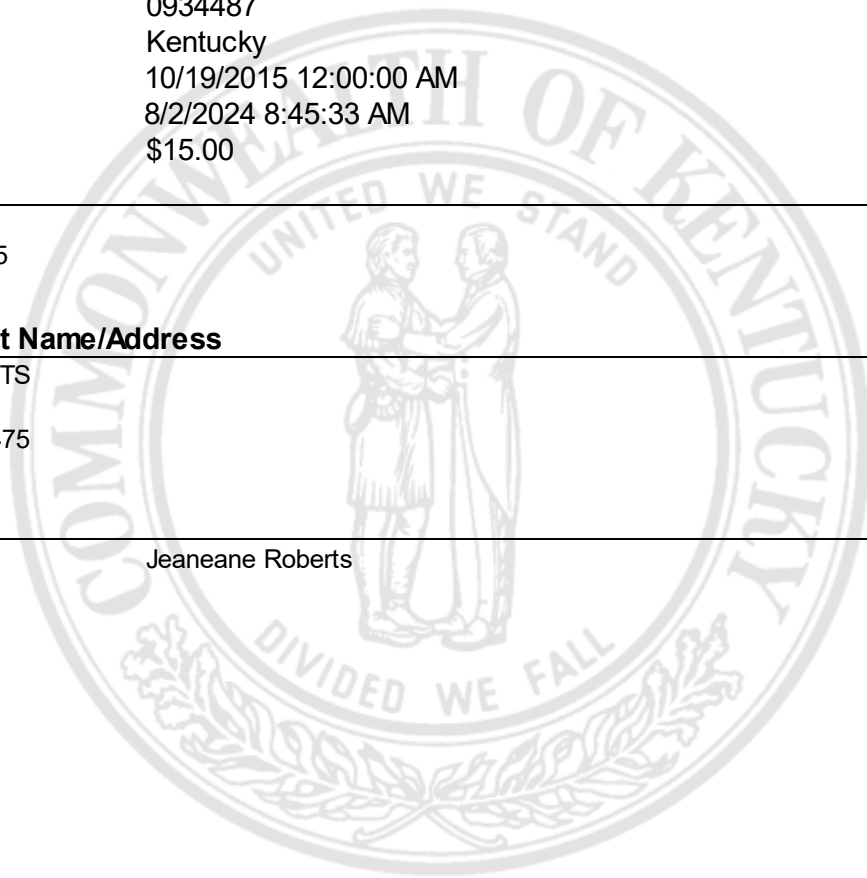 0934487
Kentucky
10/19/2015 12:00:00 AM
8/2/2024 8:45:33 AM
$15.00
5
t Name/Address
TS
475
Jeaneane Roberts
COMMONWEALTH OF KENTUCKY
UNITED WE STAND
DIVIDED WE FALL